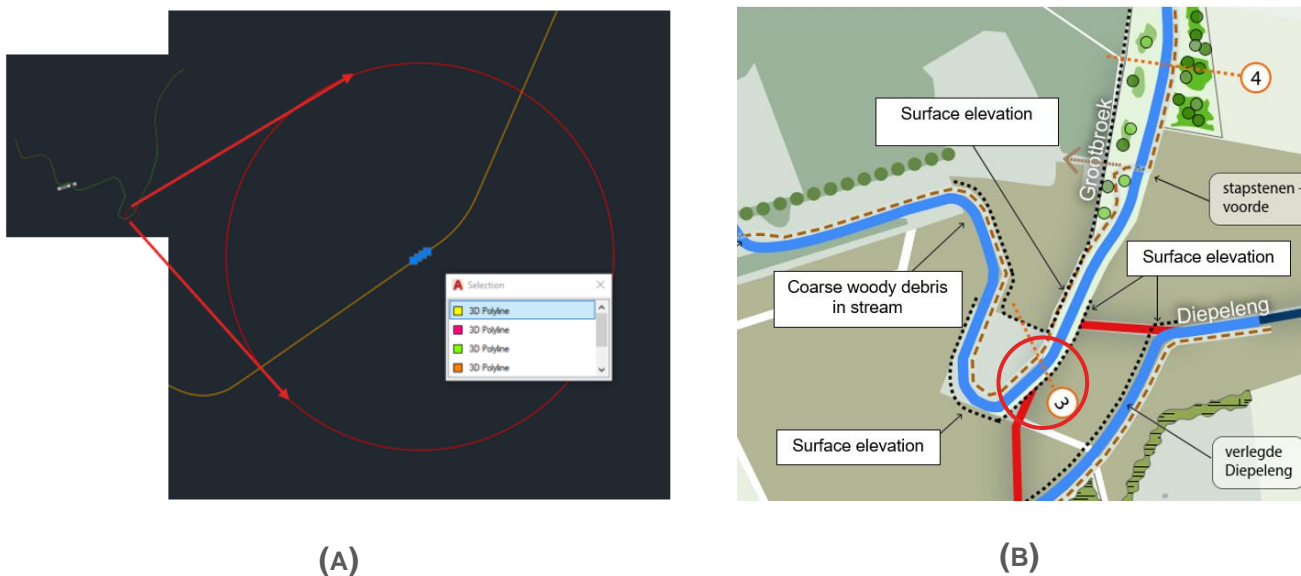 Selection
3D Polyline
3D Polyline
3D Polyline
3D Polyline
(A)
4
Surface elevation
Grootbroek
stapstenen -
voorde
Surface elevation
Coarse woody debris
in stream
Diepeleng
3
Surface elevation
verlegde
Diepeleng
(B)